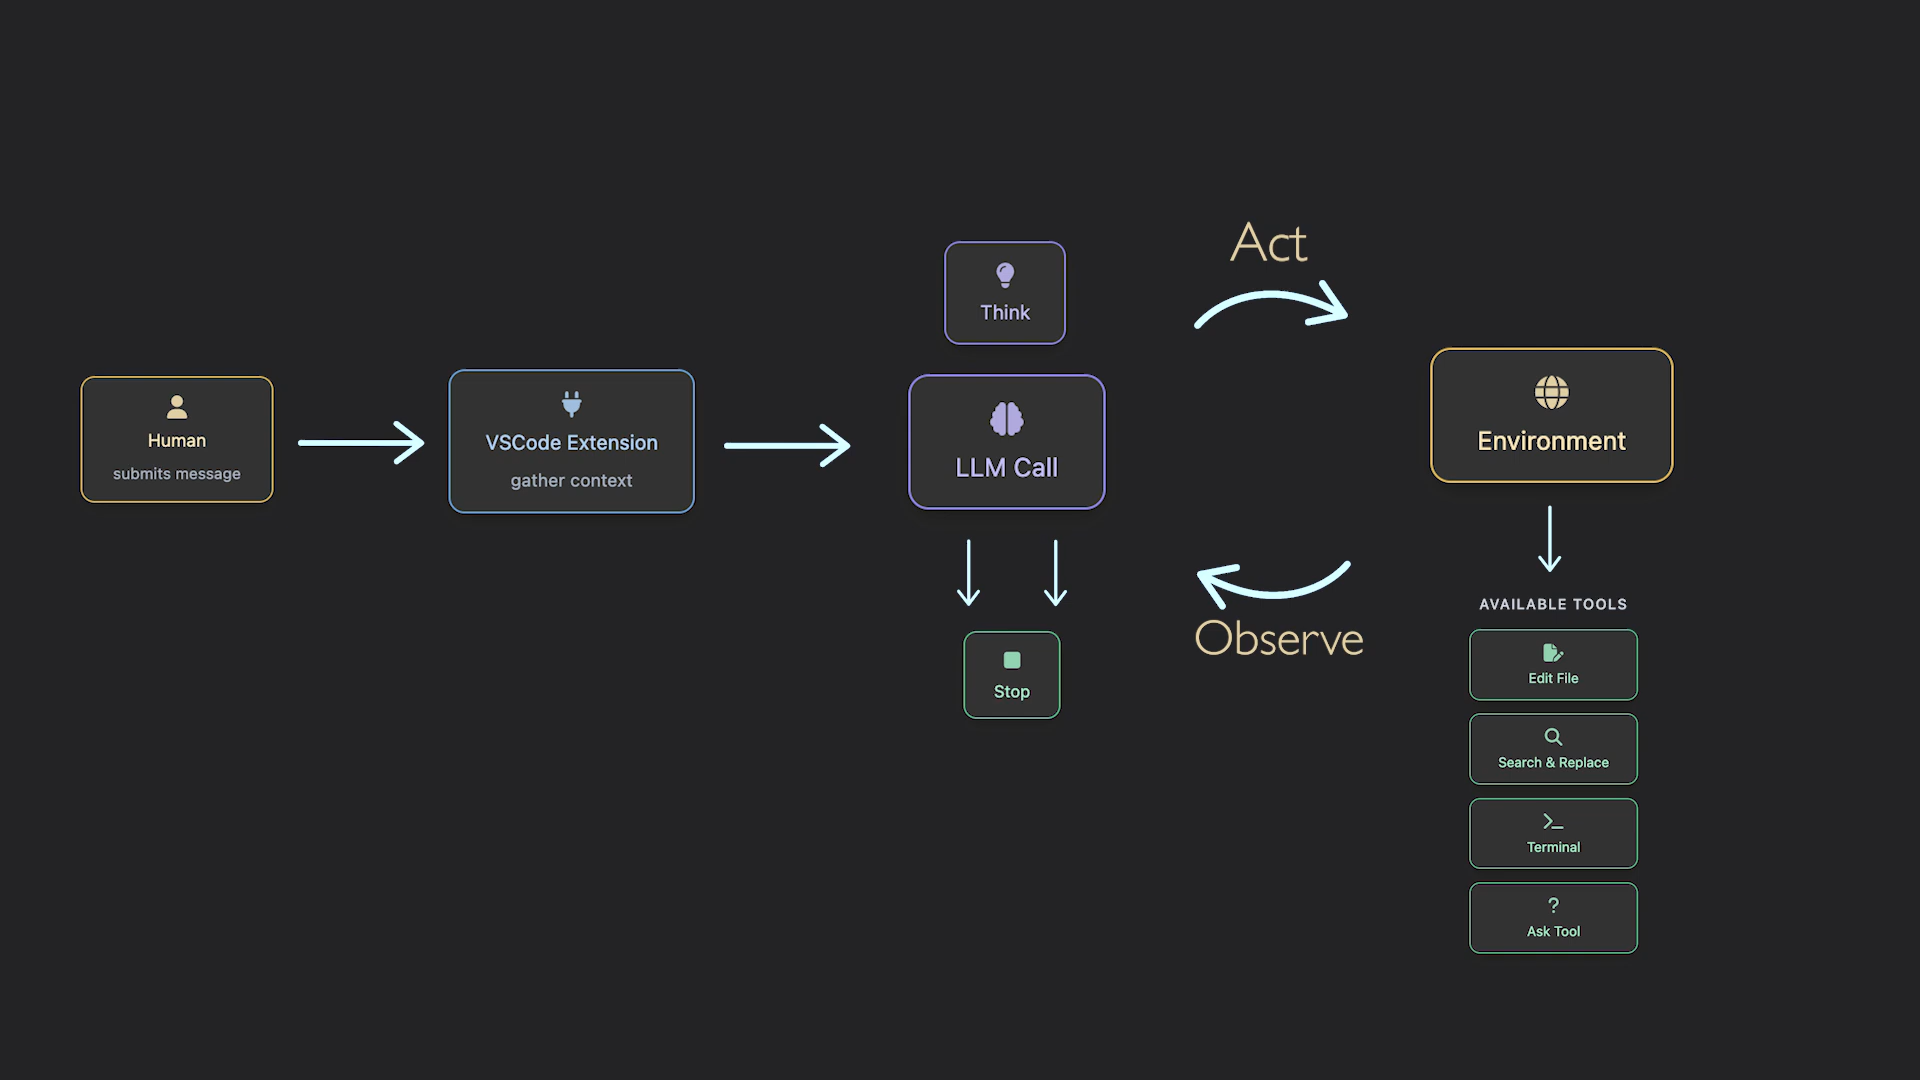 Human
submits message
VSCode Extension
gather context
Think
LLM Call
Stop
Act
Observe
Environment
AVAILABLE TOOLS
Edit File
Search & Replace
Terminal
?
Ask Tool